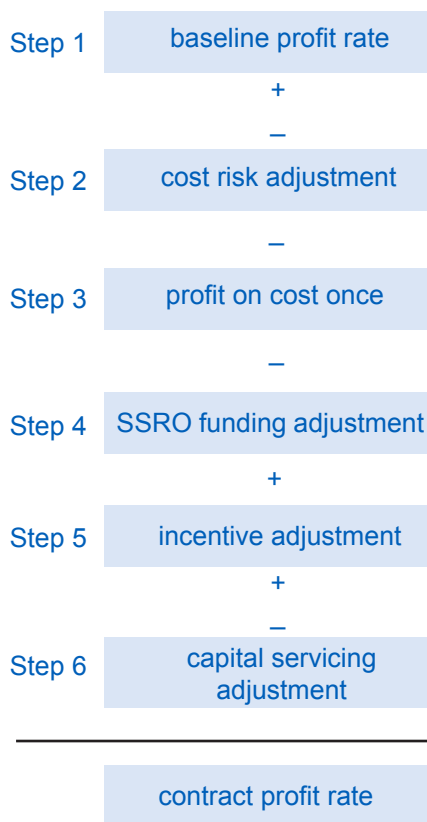 Step 1 baseline profit rate
+
–
Step 2 cost risk adjustment
–
Step 3 profit on cost once
–
Step 4 SSRO funding adjustment
+
Step 5 incentive adjustment
+
–
Step 6 capital servicing
adjustment
contract profit rate